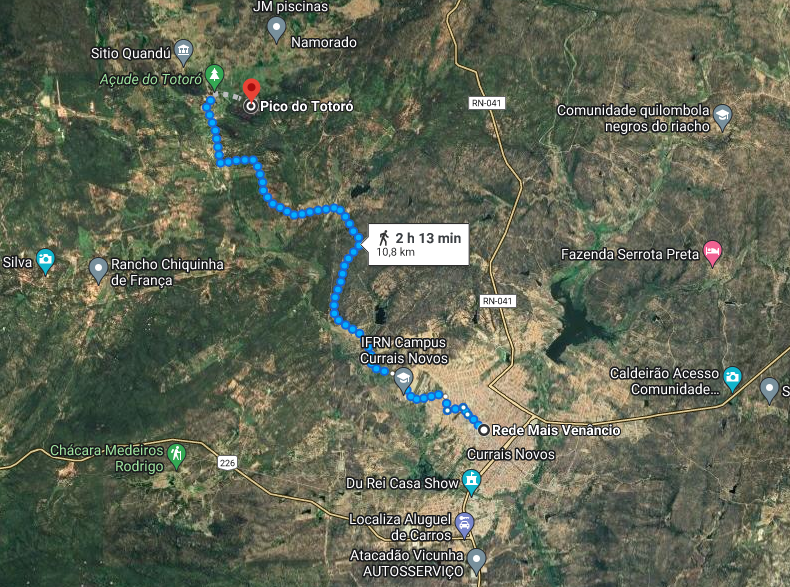 JM piscinas
Namorado
Sitio Quandú
Açude do Totoró
Pico do Totoró
RN-041
Comunidade quilombola
negros do riacho
2 h 13 min
10,8 km
Silva
Rancho Chiquinha
de França
Fazenda Serrota Preta
RN-041
IFRN Campus
Currais Novos
Caldeirão Acesso
Comunidade...
S
Rede Mais Venâncio
Currais Novos
Chácara Medeiros
Rodrigo
226
Du Rei Casa Show
Localiza Aluguel
de Carros
Atacadão Vicunha
AUTOSSERVIÇO